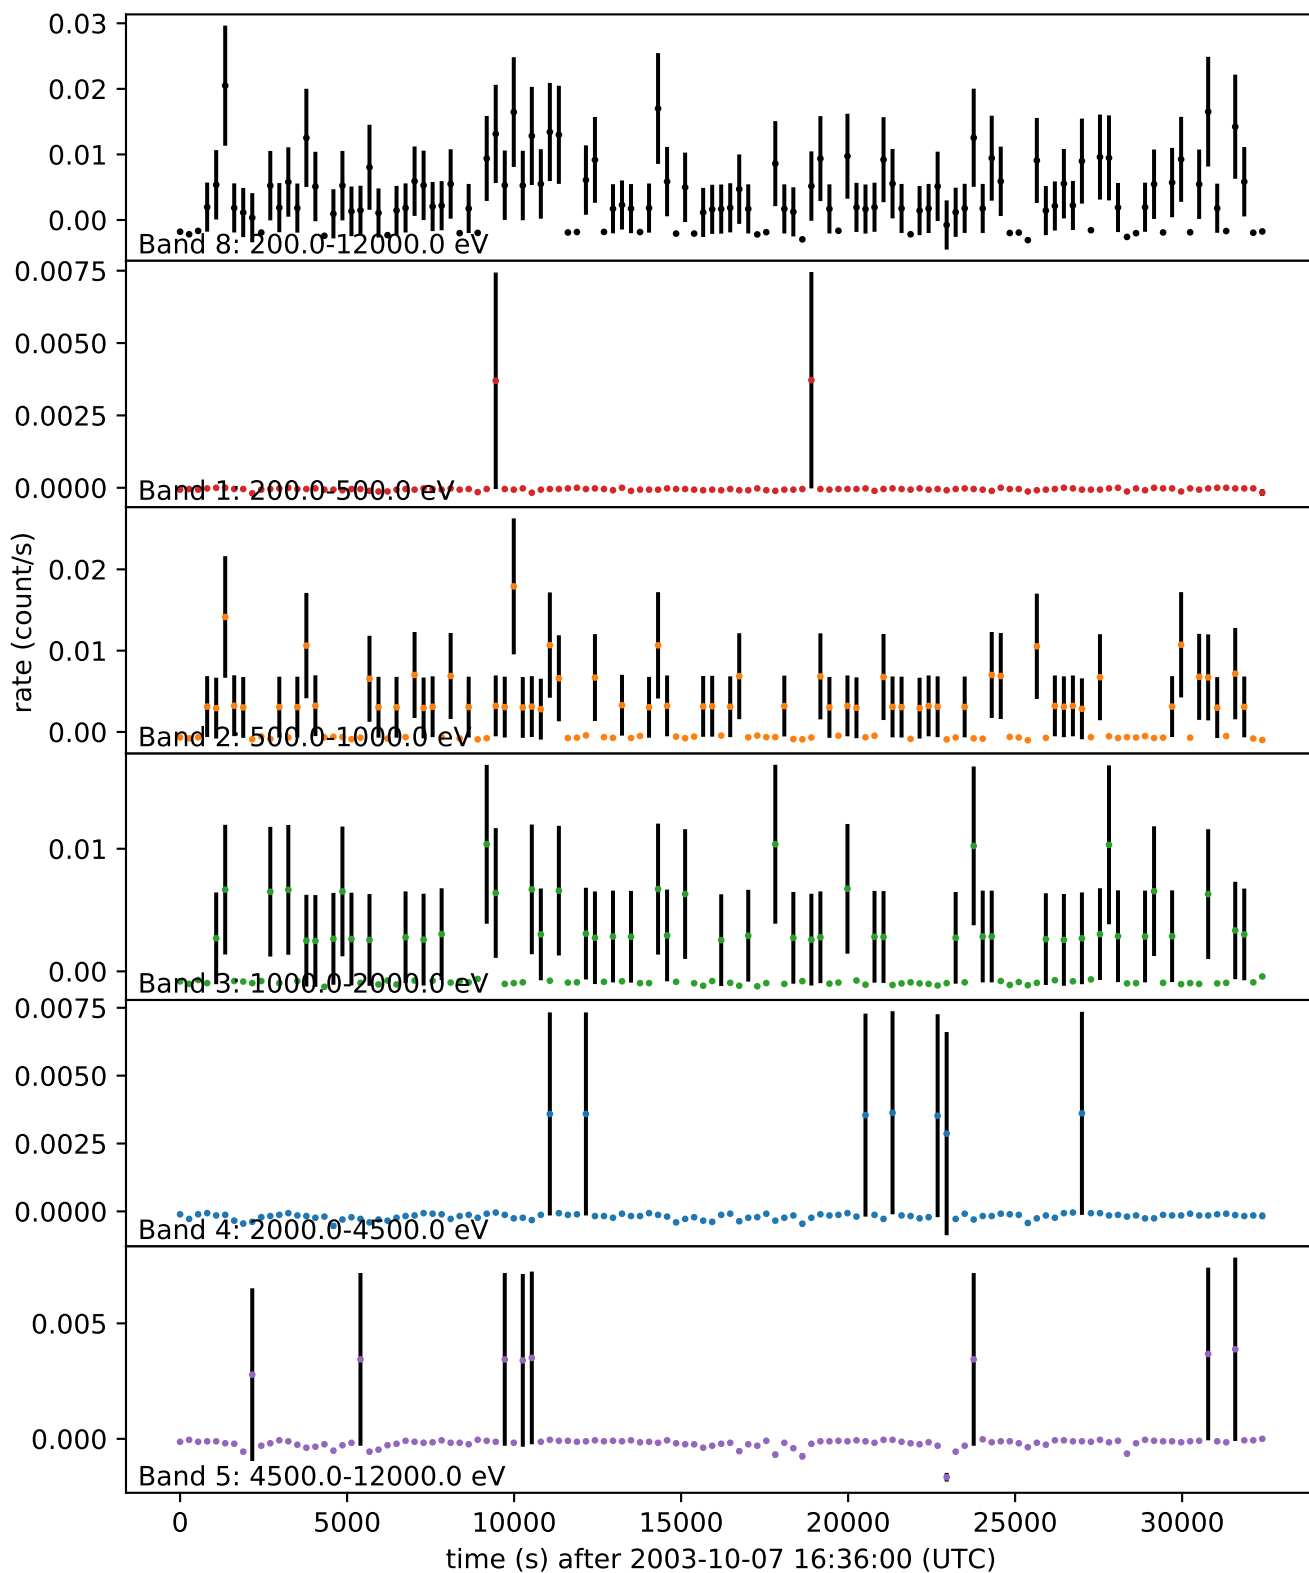 0.03
0.02
0.01
0.00
Band 8: 200.0-12000.0 eV
0.0075
0.0050
0.0025
0.0000
Band 1: 200.0-500.0 eV
rate (count/s)
0.02
0.01
0.00
Band 2: 500.0-1000.0 eV
0.01
0.00
Band 3: 1000.0-2000.0 eV
0.0075
0.0050
0.0025
0.0000
Band 4: 2000.0-4500.0 eV
0.005
0.000
Band 5: 4500.0-12000.0 eV
0 5000 10000 15000 20000 25000 30000
time (s) after 2003-10-07 16:36:00 (UTC)